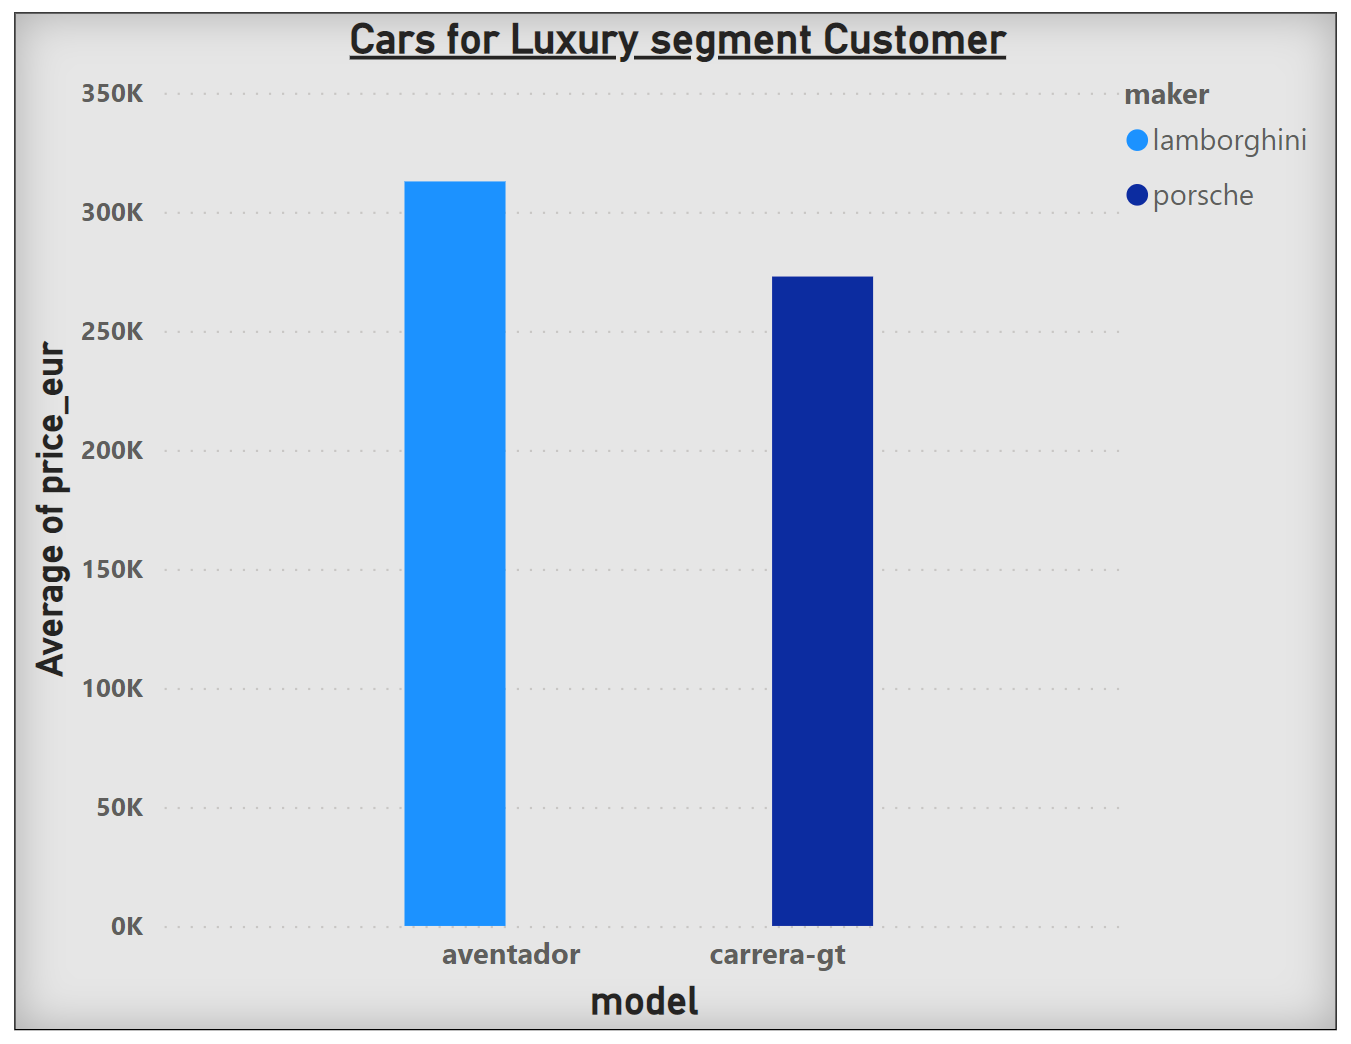 Cars for Luxury segment Customer
maker
lamborghini
porsche
Average of price_eur
350K
300K
250K
200K
150K
100K
50K
0K
aventador
carrera-gt
model